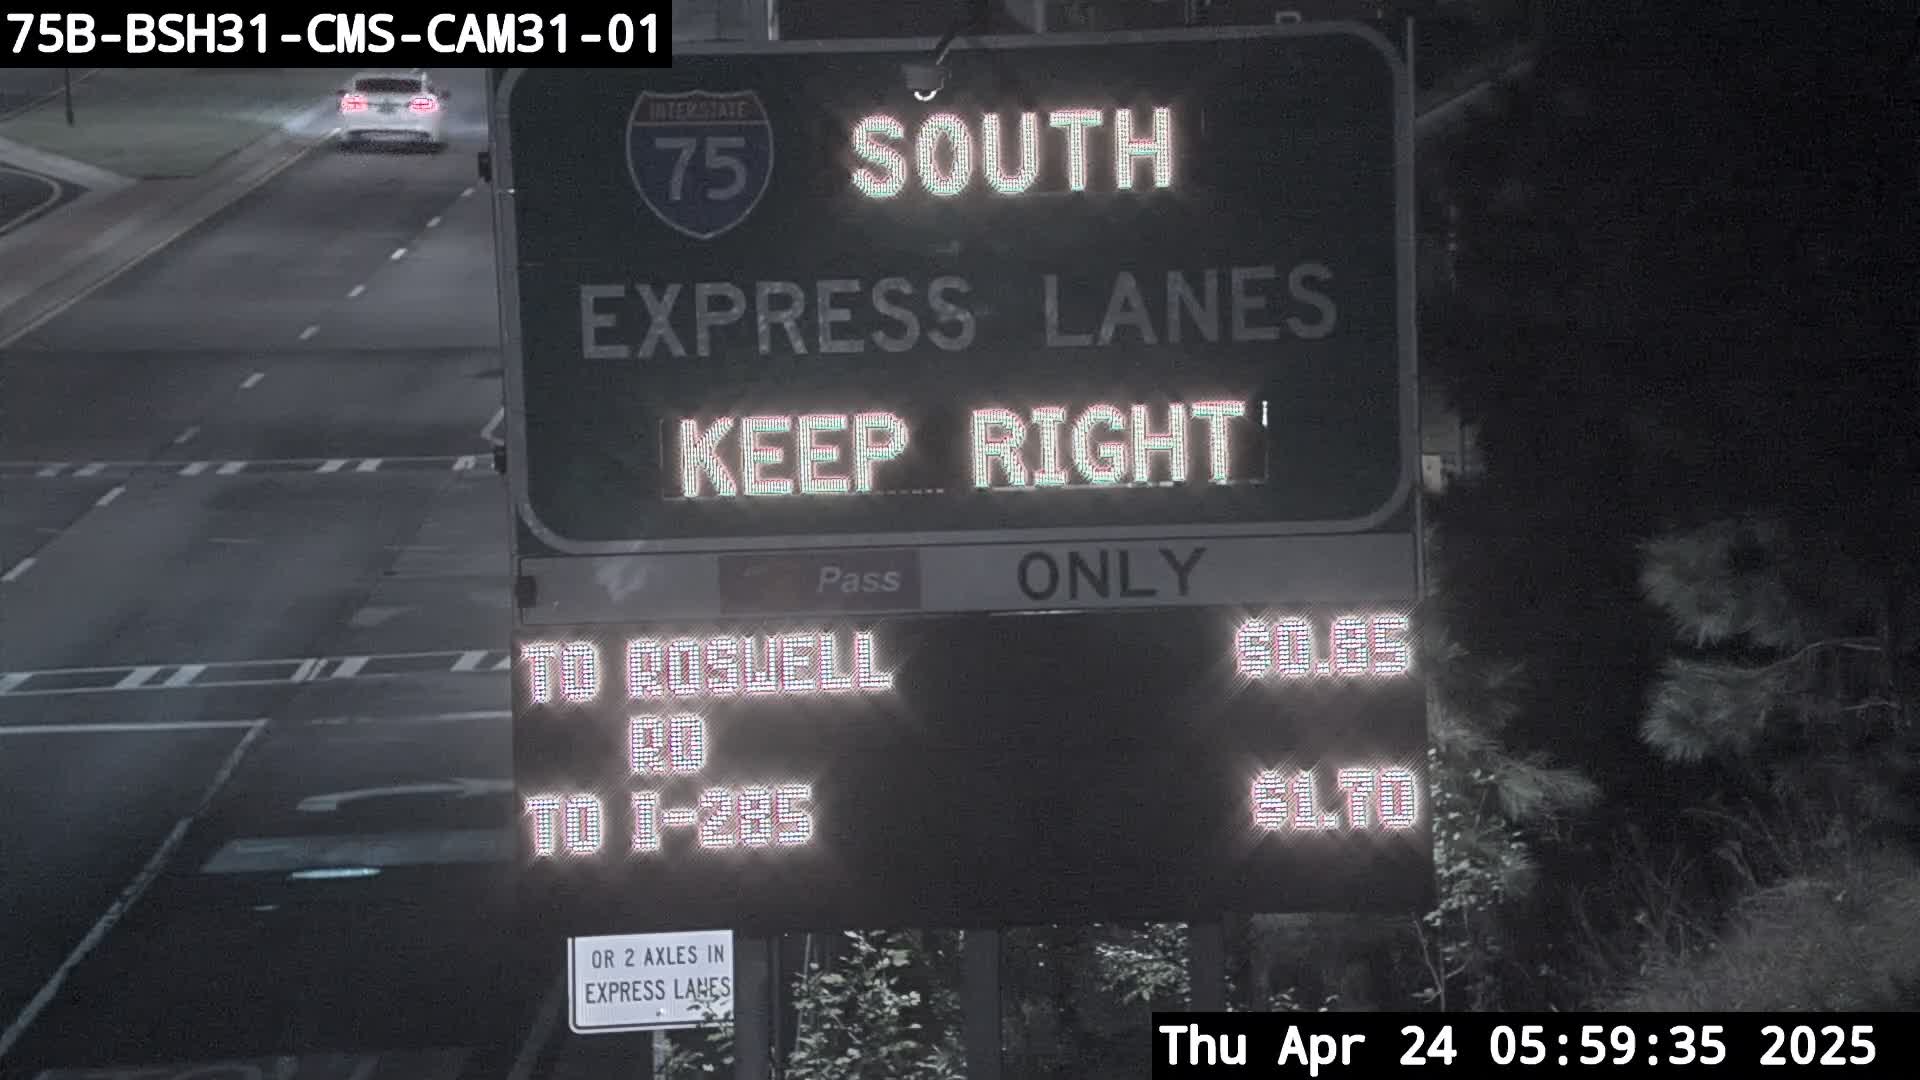 75B-BSH31-CMS-CAM31-01
INTERSTATE
75
SOUTH
EXPRESS LANES
KEEP RIGHT
Pass
ONLY
TO ROSWELL $0.85
RD
TO I-285 $1.70
OR 2 AXLES IN
EXPRESS LANES
Thu Apr 24 05:59:35 2025